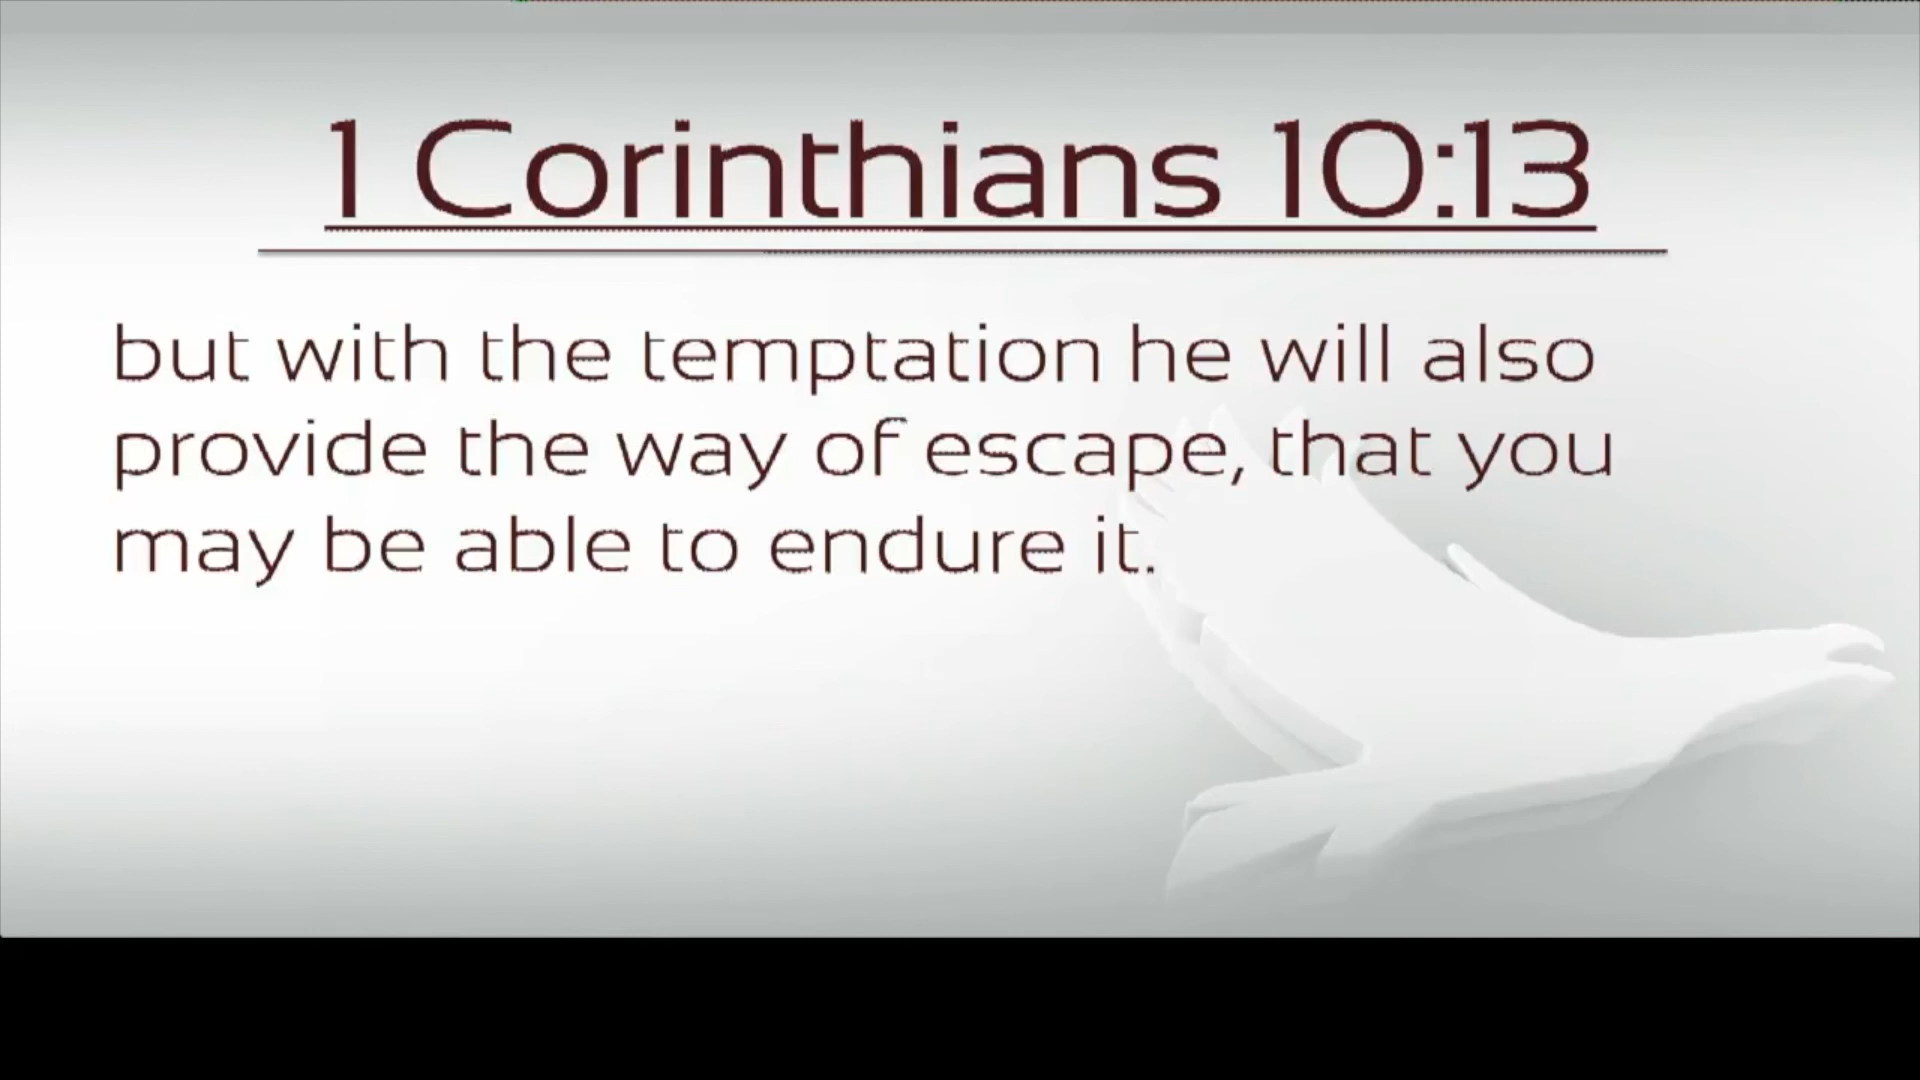 1 Corinthians 10:13
but with the temptation he will also
provide the way of escape, that you
may be able to endure it.